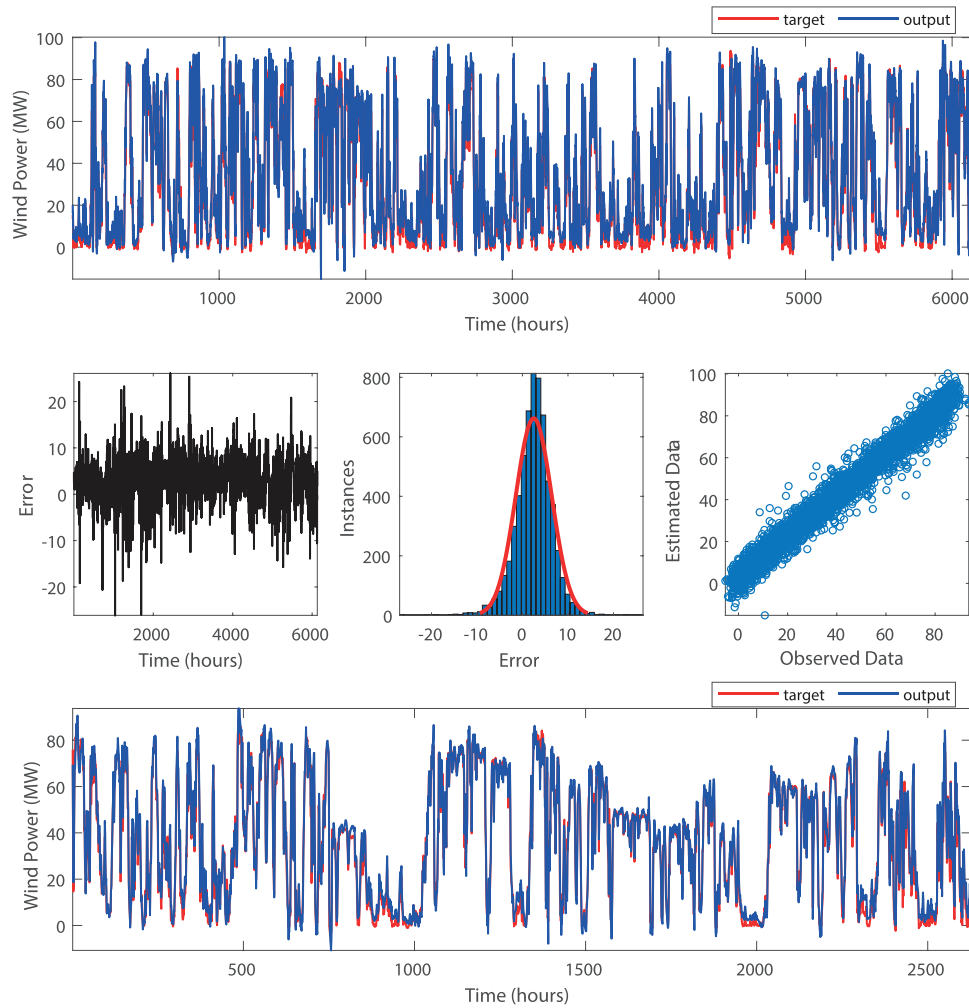 target output
100
80
60
40
20
0
Wind Power (MW)
1000 2000 3000 4000 5000 6000
Time (hours)
20
10
0
-10
-20
Error
2000 4000 6000
Time (hours)
800
600
400
200
0
Instances
-20 -10 0 10 20
Error
100
80
60
40
20
0
Estimated Data
0 20 40 60 80
Observed Data
target output
80
60
40
20
0
Wind Power (MW)
500 1000 1500 2000 2500
Time (hours)